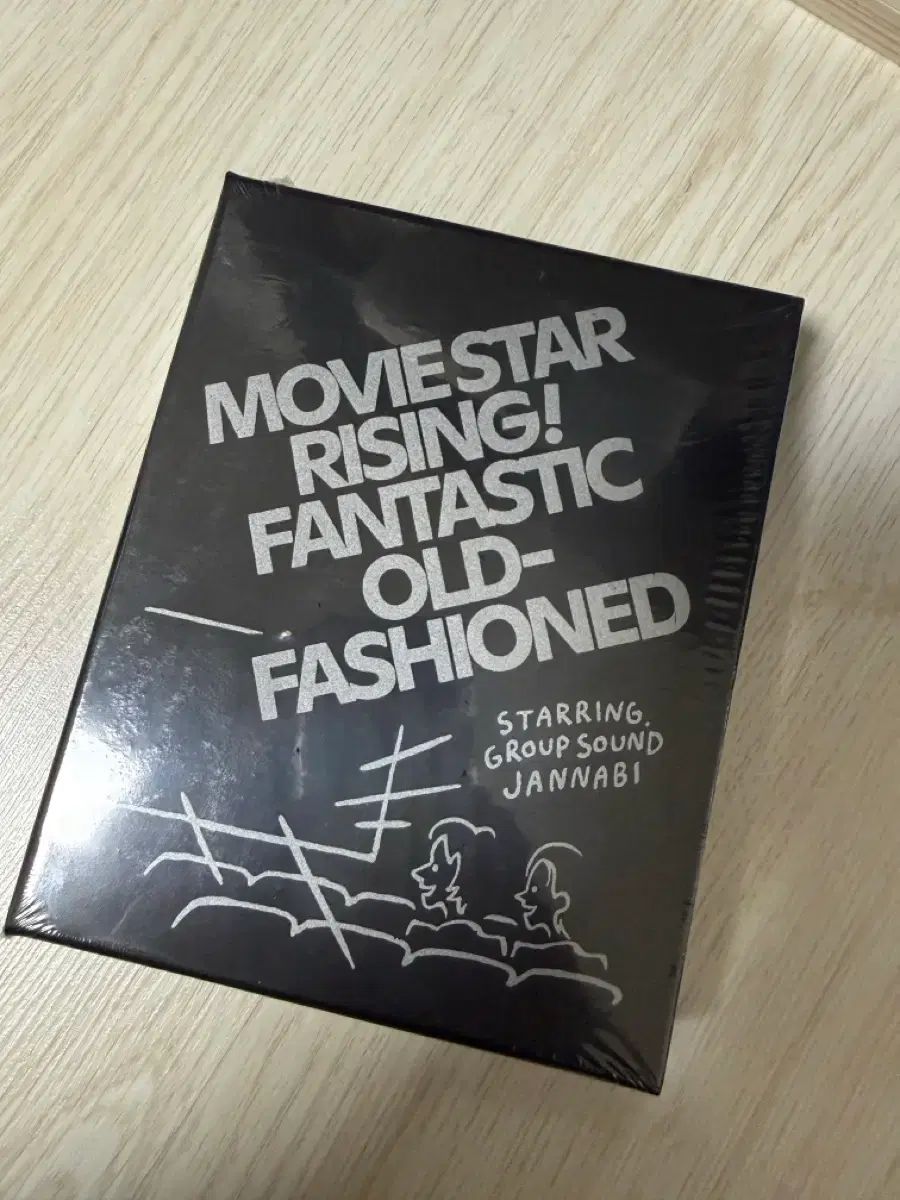 MOVIE STAR
RISING!
FANTASTIC
OLD-
FASHIONED
STARRING.
GROUP SOUND
JANNABI